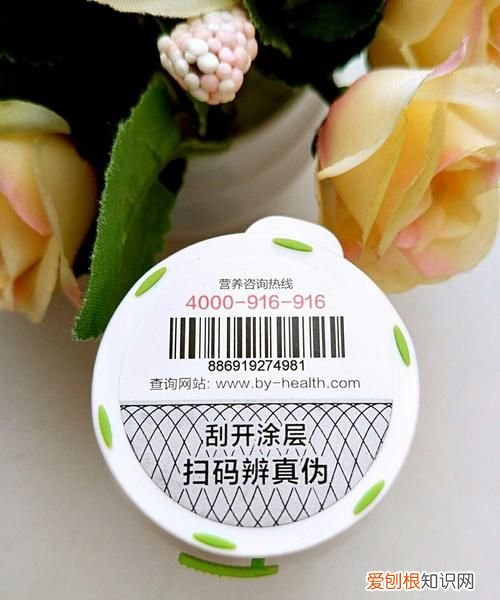 营养咨询热线
4000-916-916
886919274981
查询网站: www.by-health.com
刮开涂层
扫码辨真伪
爱刨根知识网